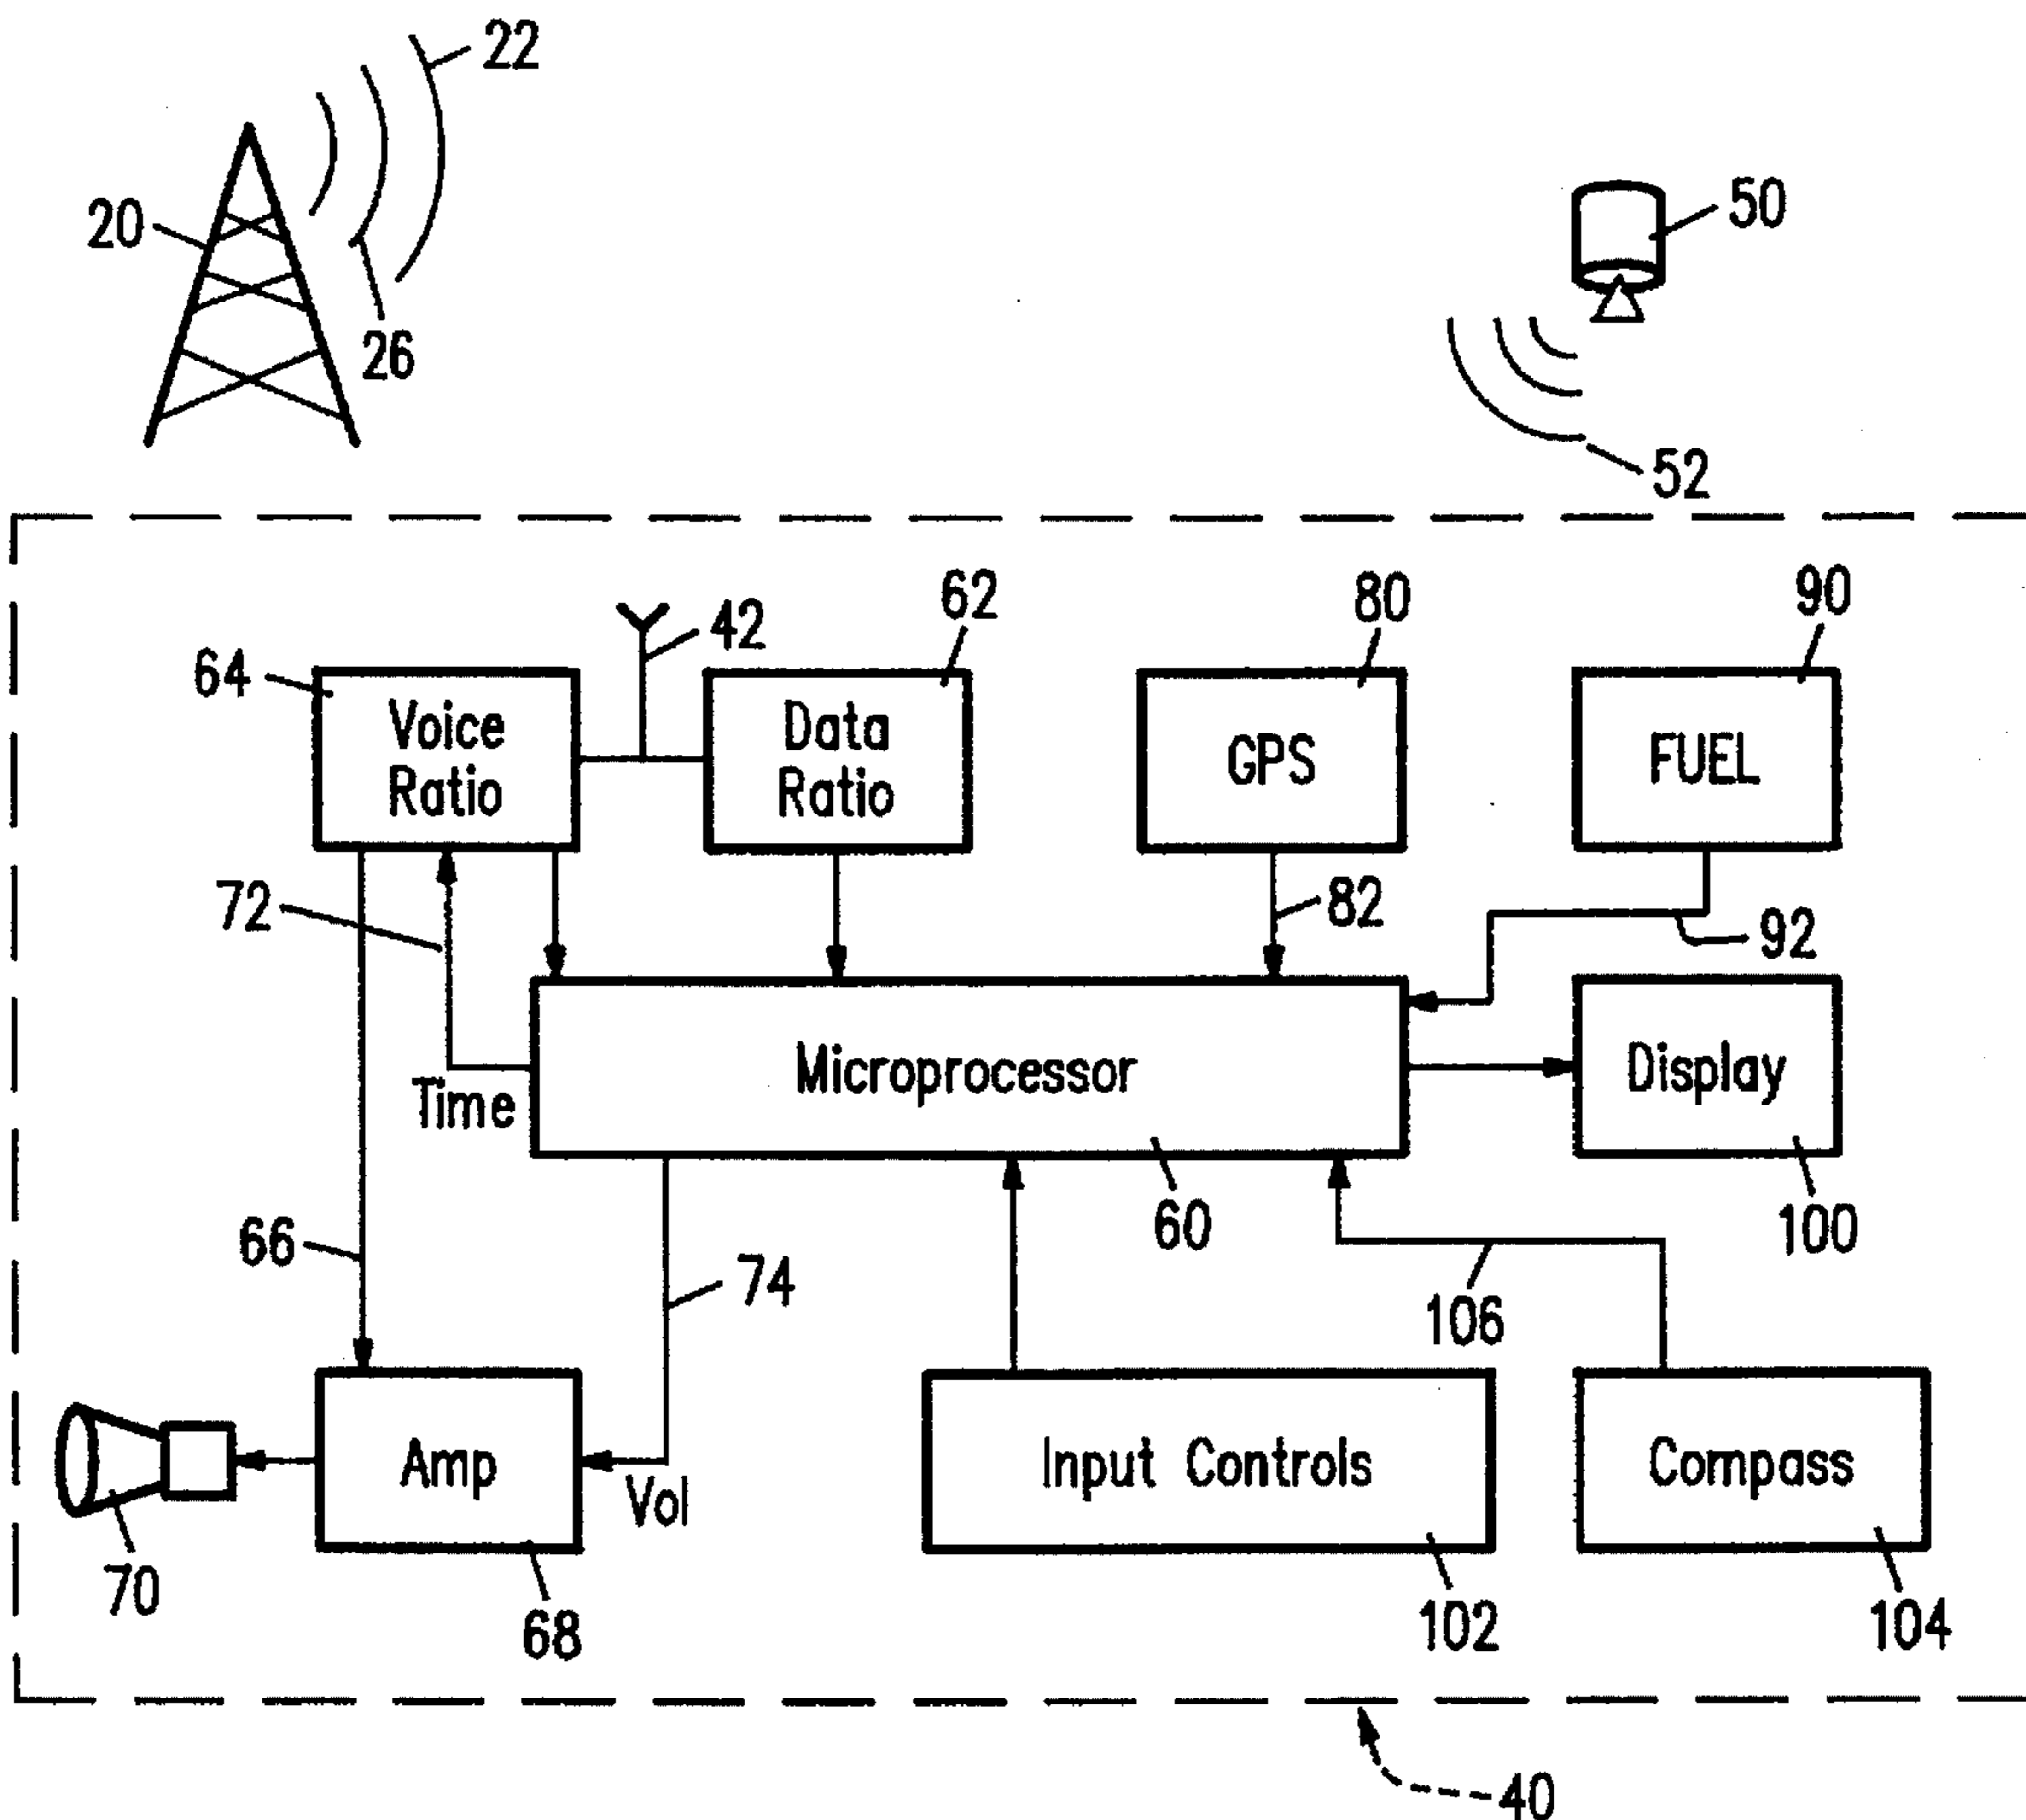 22
20
26
50
52
62
80
90
42
64
Voice
Ratio
Data
Ratio
GPS
FUEL
72
82
92
Microprocessor
Display
Time
60
100
66
74
106
Amp
Input Controls
Compass
Vol
70
68
102
104
40